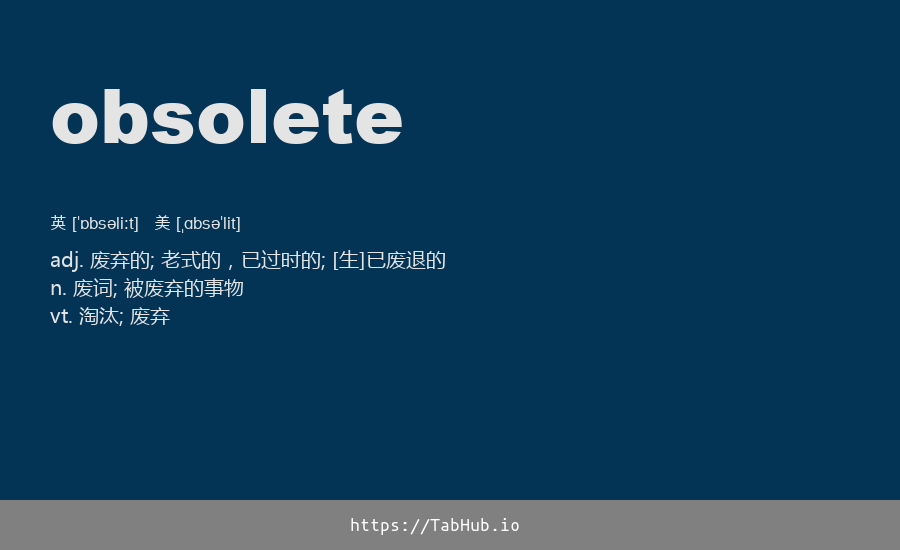 obsolete
英 [ˈɒbsəliːt] 美 [ˌɑbsəˈlit]
adj. 废弃的; 老式的，已过时的; [生]已废退的
n. 废词; 被废弃的事物
vt. 淘汰; 废弃
https://TabHub.io